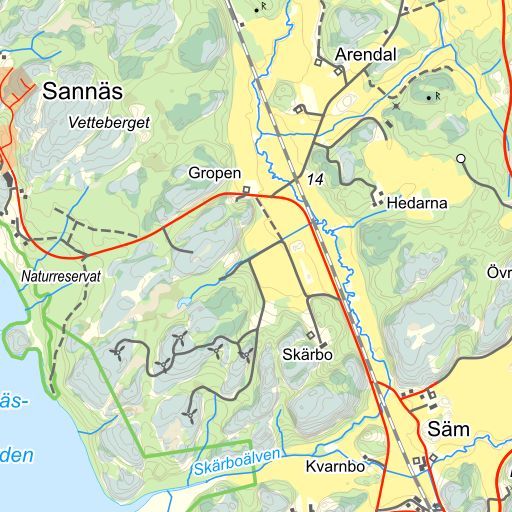 Arendal
Sannäs
Vetteberget
Gropen
14
Hedarna
Naturreservat
Övr
Skärbo
äs-
Säm
den
Skärboälven
Kvarnbo